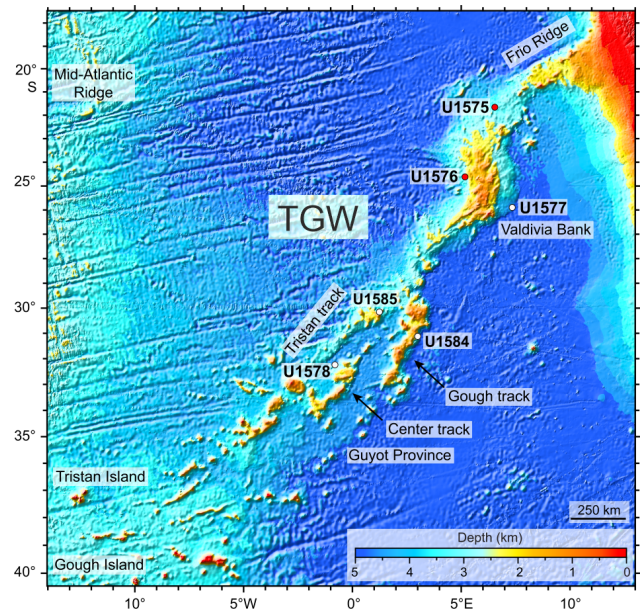 Frio Ridge
20°
S
Mid-Atlantic
Ridge
U1575
U1576
25°
U1577
TGW
Valdivia Bank
30°
U1585
Tristan track
U1584
U1578
Gough track
Center track
35°
Guyot Province
Tristan Island
250 km
Depth (km)
Gough Island
5 4 3 2 1 0
40°
10° 5°W 0° 5°E 10°